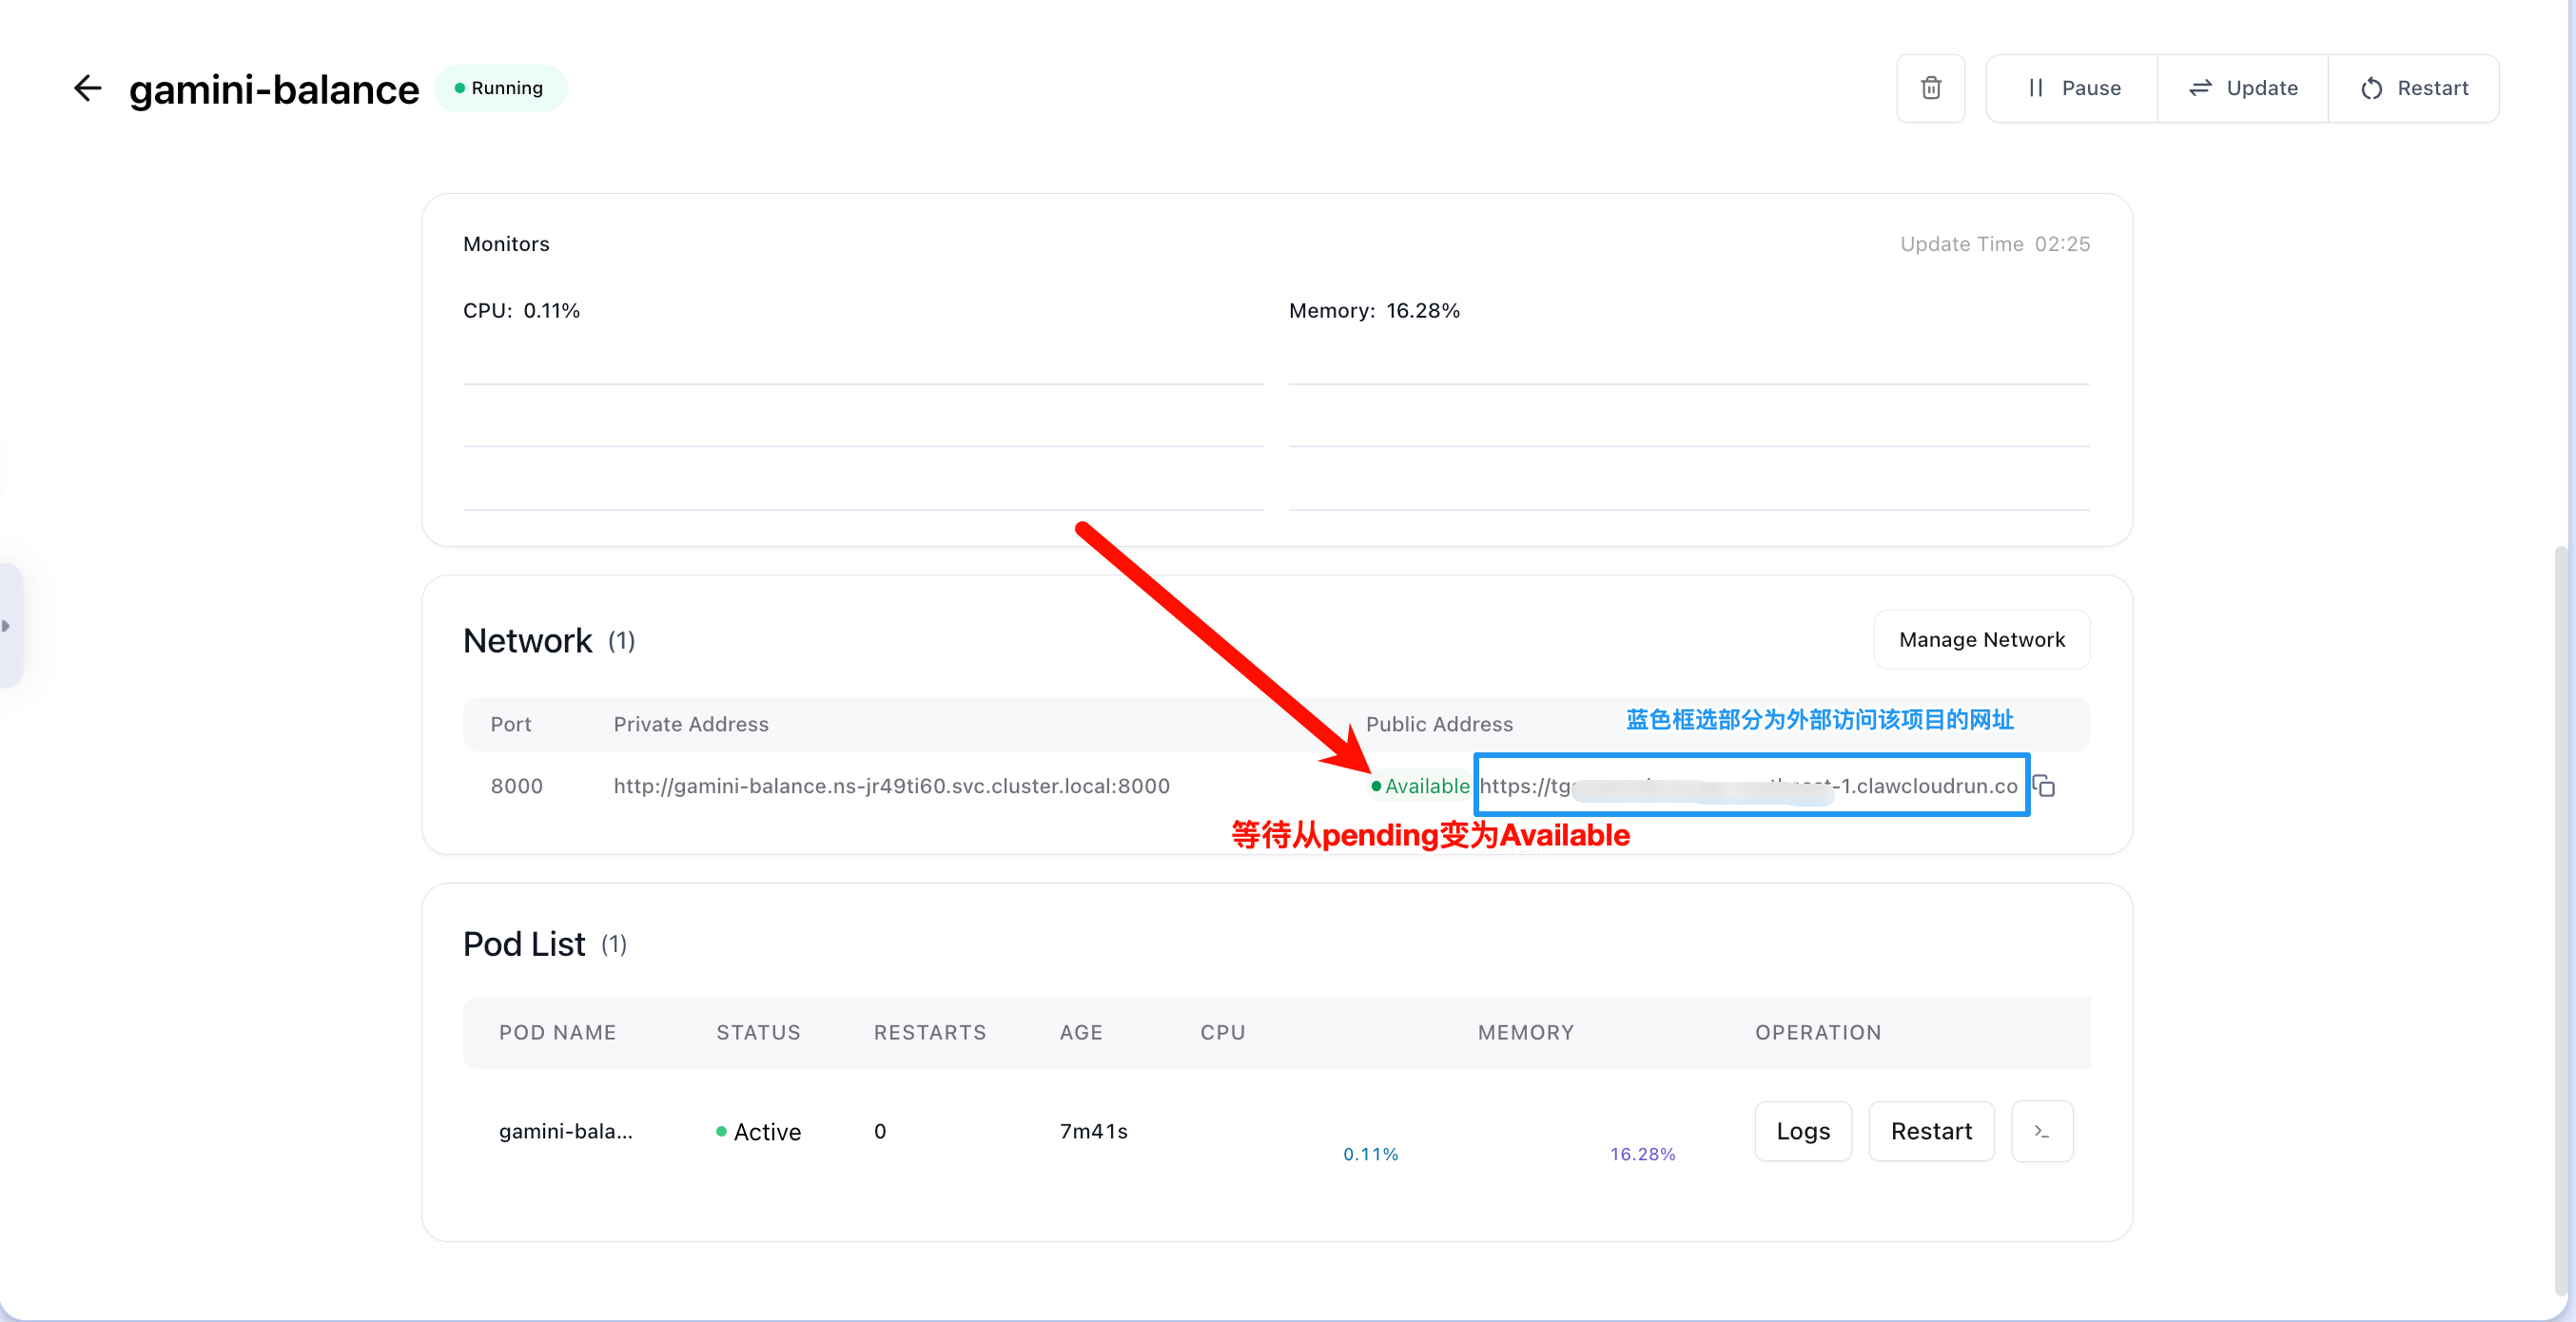 gamini-balance
Running
Pause
Update
Restart
Monitors
Update Time 02:25
CPU: 0.11%
Memory: 16.28%
Network (1)
Manage Network
Port
Private Address
Public Address
蓝色框选部分为外部访问该项目的网址
8000
http://gamini-balance.ns-jr49ti60.svc.cluster.local:8000
Available
https://tg
-1.clawcloudrun.co
等待从pending变为Available
Pod List (1)
POD NAME
STATUS
RESTARTS
AGE
CPU
MEMORY
OPERATION
gamini-bala...
Active
0
7m41s
0.11%
16.28%
Logs
Restart
>_